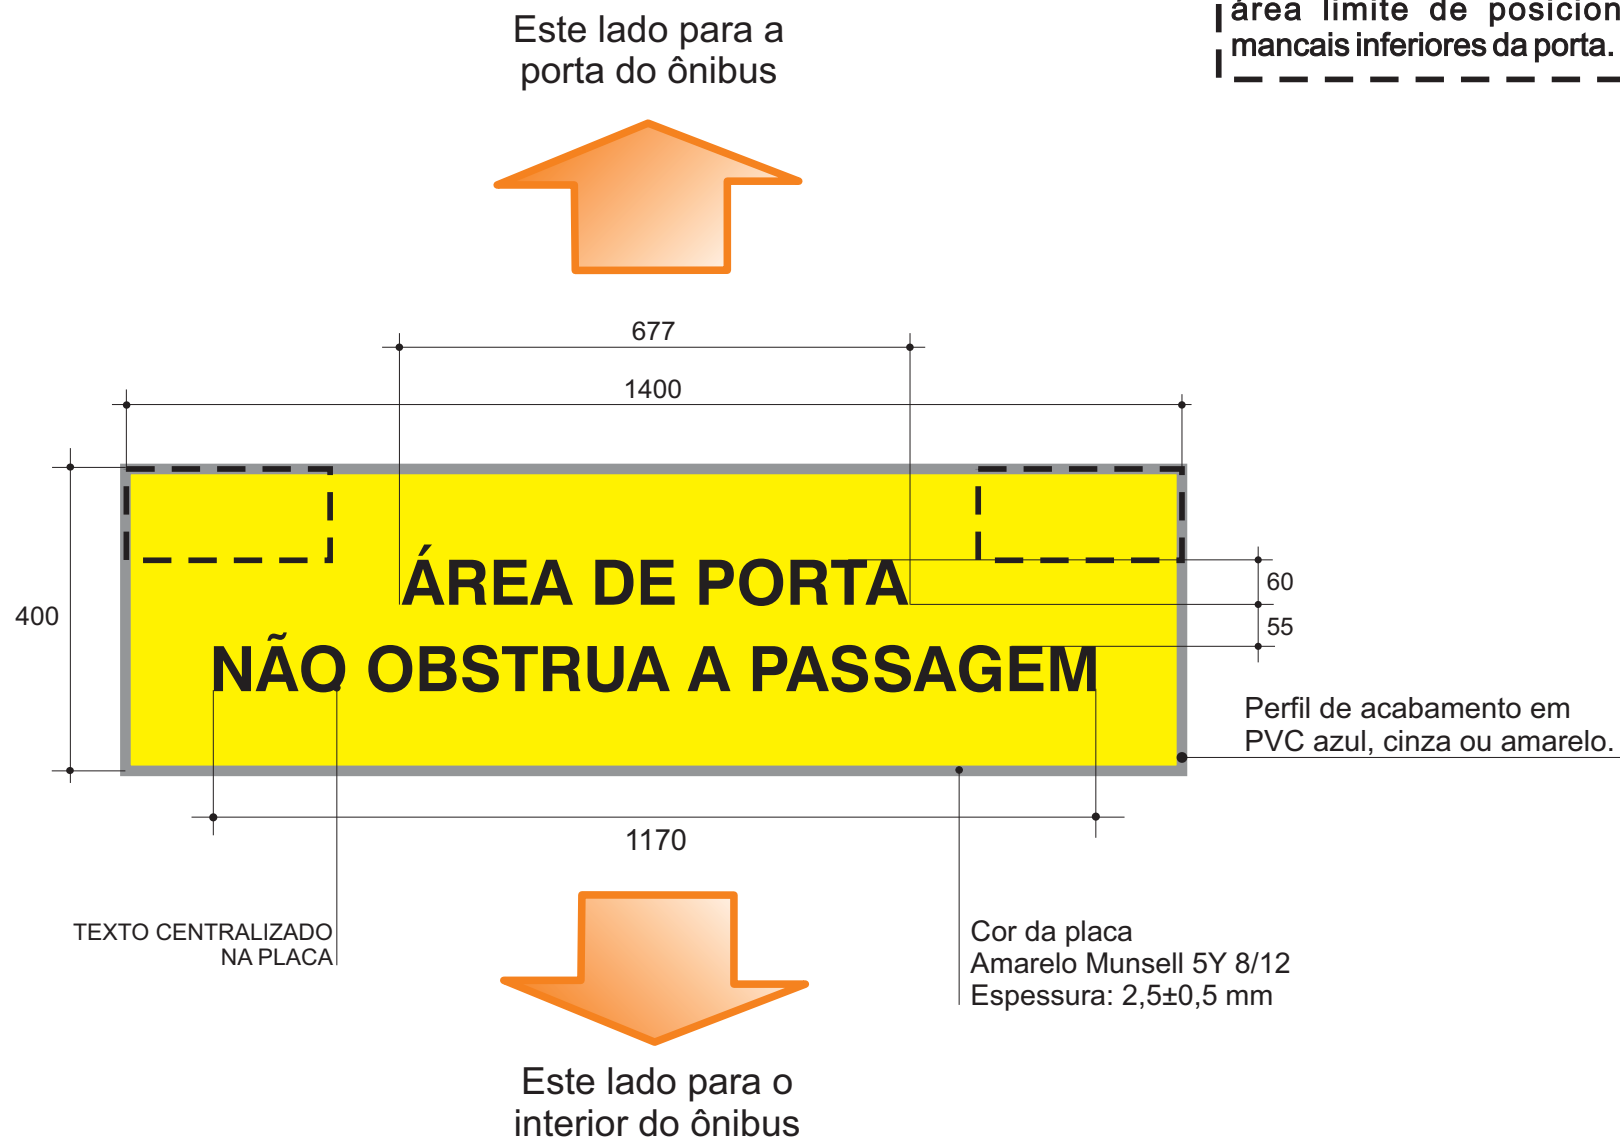 Este lado para a
porta do ônibus
área limite de
mancais inferiores da porta.
677
1400
400
ÁREA DE PORTA
NÃO OBSTRUA A PASSAGEM
60
55
Perfil de acabamento em
PVC azul, cinza ou amarelo.
1170
TEXTO CENTRALIZADO
NA PLACA
Cor da placa
Amarelo Munsell 5Y 8/12
Espessura: 2,5±0,5 mm
Este lado para o
interior do ônibus